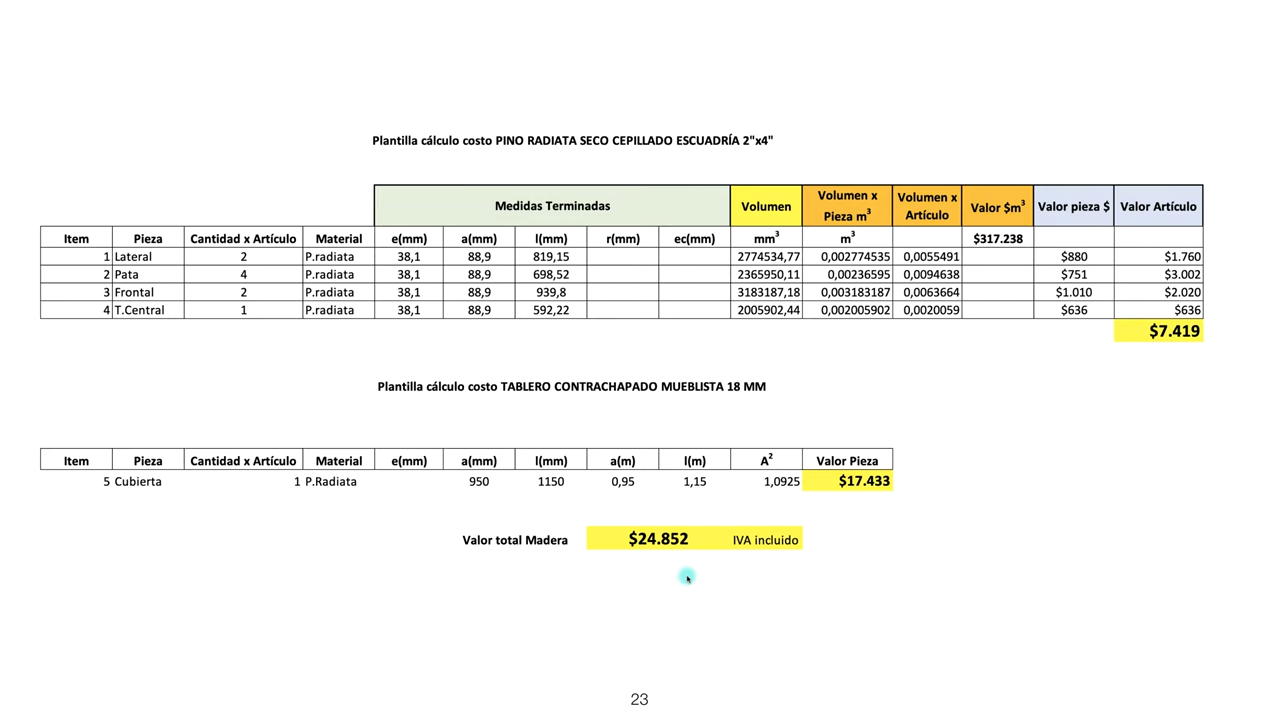 Plantilla cálculo costo PINO RADIATA SECO CEPILLADO ESCUADRÍA 2"x4"
Medidas Terminadas Volumen Volumen x Pieza m³ Volumen x Artículo Valor $m³ Valor pieza $ Valor Artículo
Item Pieza Cantidad x Artículo Material e(mm) a(mm) l(mm) r(mm) ec(mm) mm³ m³ $317.238
1 Lateral 2 P.radiata 38,1 88,9 819,15 2774534,77 0,002774535 0,0055491 $880 $1.760
2 Pata 4 P.radiata 38,1 88,9 698,52 2365950,11 0,00236595 0,0094638 $751 $3.002
3 Frontal 2 P.radiata 38,1 88,9 939,8 3183187,18 0,003183187 0,0063664 $1.010 $2.020
4 T.Central 1 P.radiata 38,1 88,9 592,22 2005902,44 0,002005902 0,0020059 $636 $636
$7.419
Plantilla cálculo costo TABLERO CONTRACHAPADO MUEBLISTA 18 MM
Item Pieza Cantidad x Artículo Material e(mm) a(mm) l(mm) a(m) l(m) A² Valor Pieza
5 Cubierta 1 P.Radiata 950 1150 0,95 1,15 1,0925 $17.433
Valor total Madera $24.852 IVA incluido
23